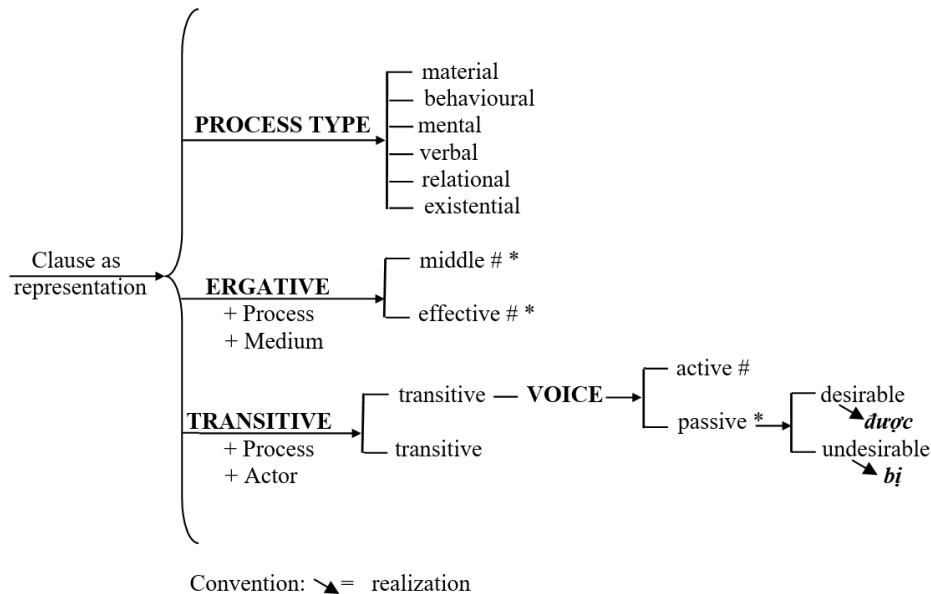 material
behavioural
PROCESS TYPE
mental
verbal
relational
existential
Clause as
representation
middle # *
ERGATIVE
+ Process
+ Medium
effective # *
active #
transitive
VOICE
desirable
TRANSITIVE
passive *
được
+ Process
+ Actor
transitive
undesirable
bị
Convention: = realization